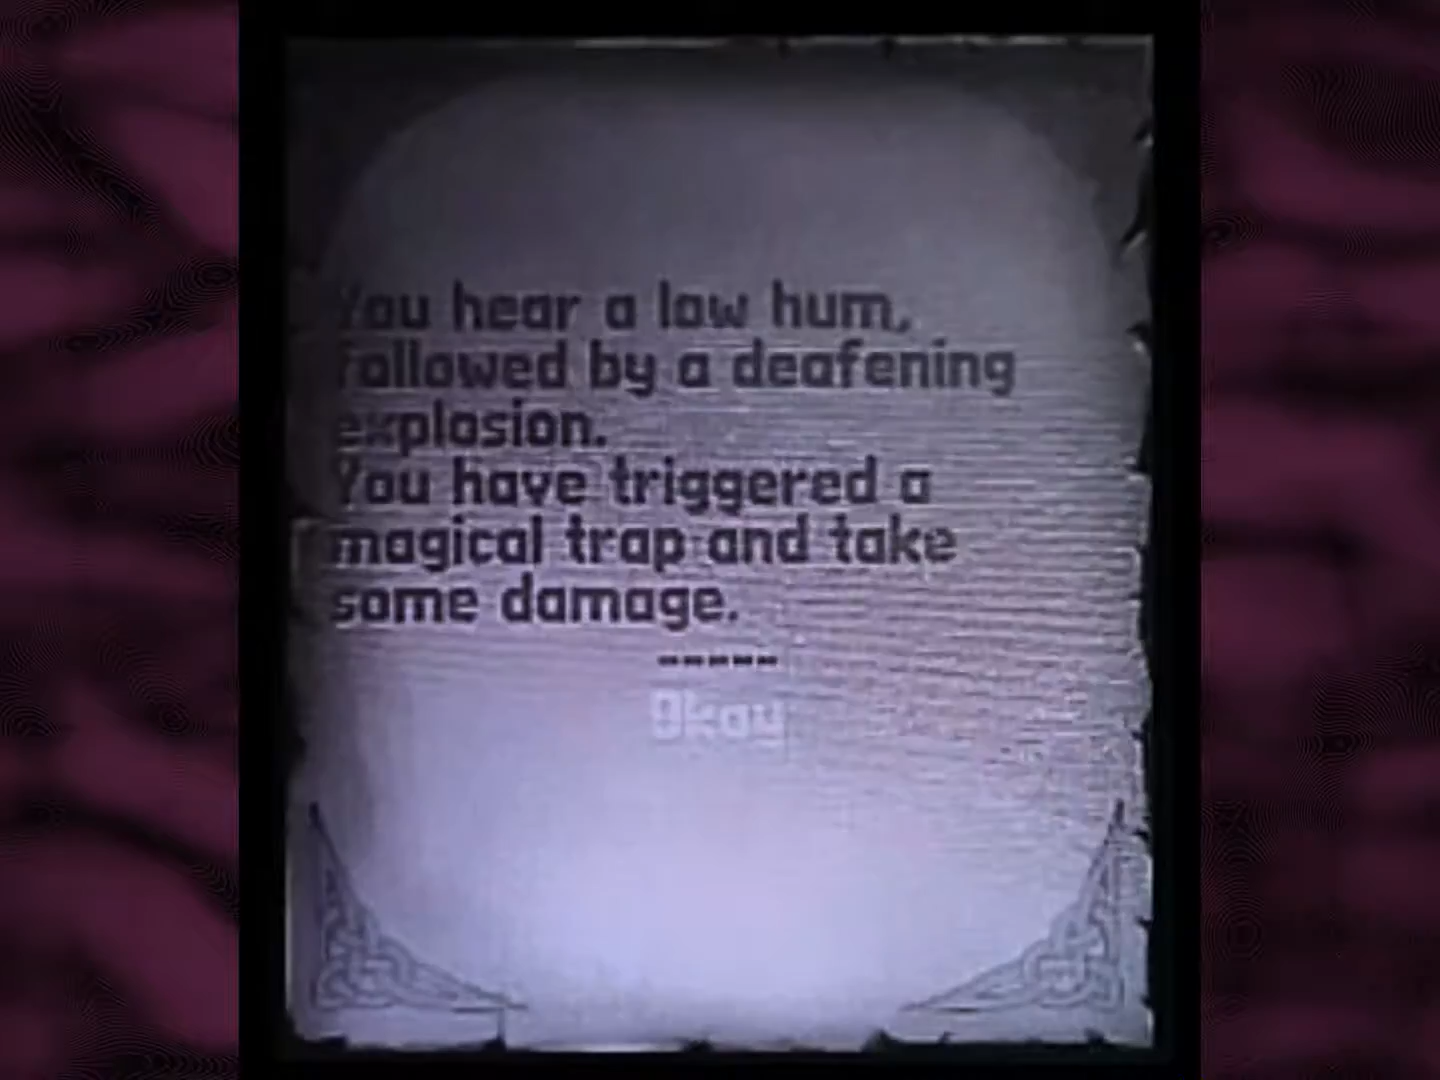 You hear a low hum,
followed by a deafening
explosion.
You have triggered a
magical trap and take
some damage.
-----
Okay